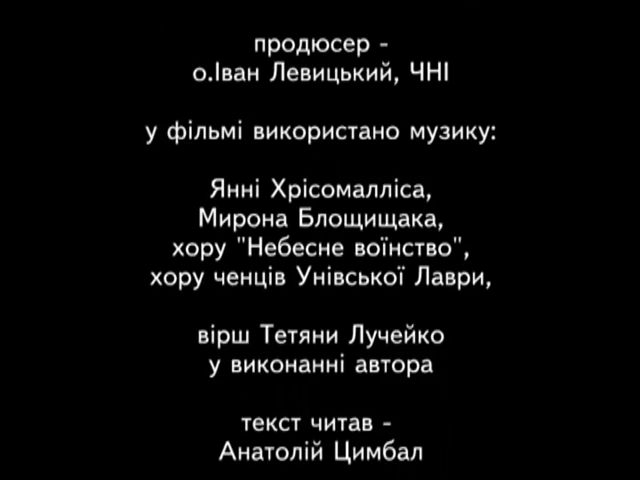 продюсер -
о.Іван Левицький, ЧНІ
у фільмі використано музику:
Янні Хрісомалліса,
Мирона Блощищака,
хору "Небесне воїнство",
хору ченців Унівської Лаври,
вірш Тетяни Лучейко
у виконанні автора
текст читав -
Анатолій Цимбал